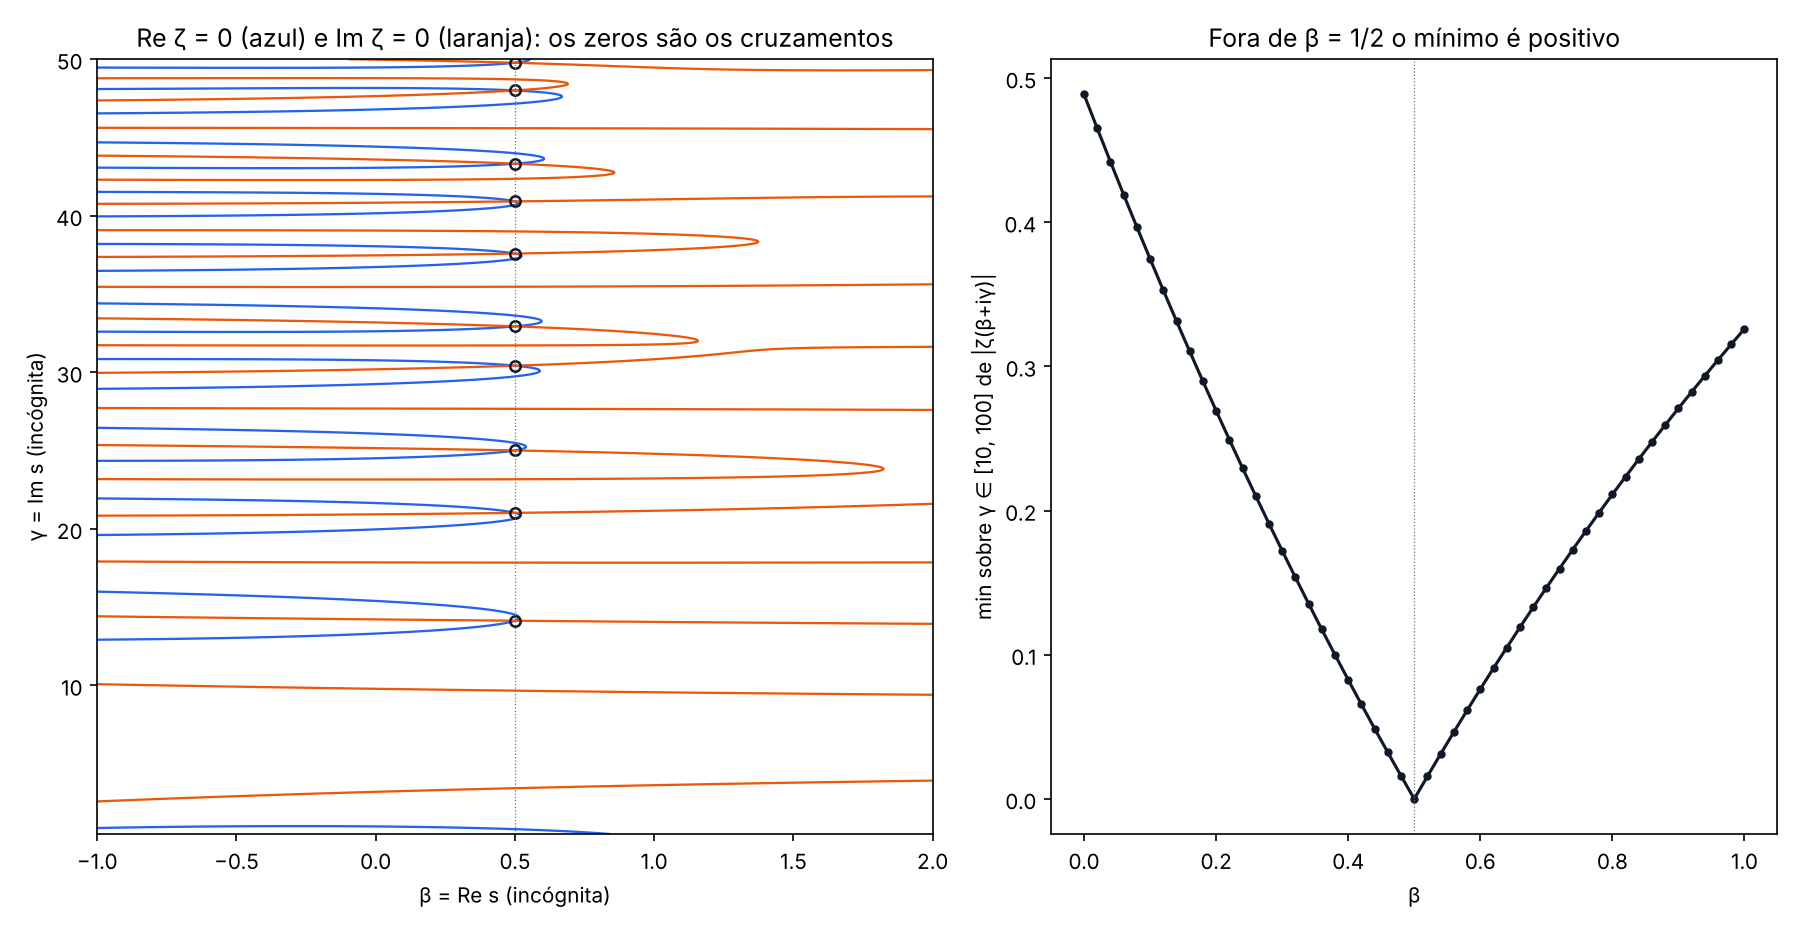 Re ζ = 0 (azul) e Im ζ = 0 (laranja): os zeros são os cruzamentos
γ = Im s (incógnita)
50
40
30
20
10
−1.0 −0.5 0.0 0.5 1.0 1.5 2.0
β = Re s (incógnita)
Fora de β = 1/2 o mínimo é positivo
min sobre γ ∈ [10, 100] de |ζ(β+iγ)|
0.5
0.4
0.3
0.2
0.1
0.0
0.0 0.2 0.4 0.6 0.8 1.0
β